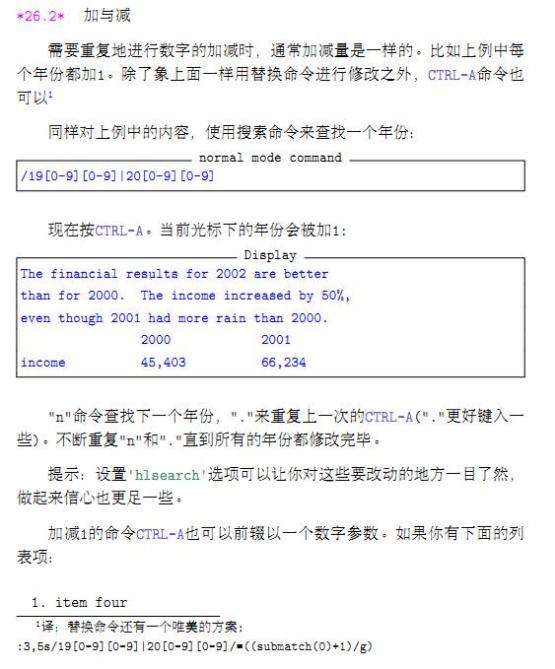 *26.2* 加与减
需要重复地进行数字的加减时，通常加减量是一样的。比如上例中每
个年份都加1。除了象上面一样用替换命令进行修改之外，CTRL-A命令也
可以1
同样对上例中的内容，使用搜索命令来查找一个年份：
normal mode command
/19[0-9][0-9]|20[0-9][0-9]
现在按CTRL-A。当前光标下的年份会被加1：
Display
The financial results for 2002 are better
than for 2000. The income increased by 50%,
even though 2001 had more rain than 2000.
2000 2001
income 45,403 66,234
"n"命令查找下一个年份，"."来重复上一次的CTRL-A("."更好键入一
些)。不断重复"n"和"."直到所有的年份都修改完毕。
提示：设置'hlsearch'选项可以让你对这些要改动的地方一目了然，
做起来信心也更足一些。
加减1的命令CTRL-A也可以前缀以一个数字参数。如果你有下面的列
表项：
1. item four
1译：替换命令还有一个唯美的方案：
:3,5s/19[0-9][0-9]|20[0-9][0-9]/=((submatch(0)+1)/g)